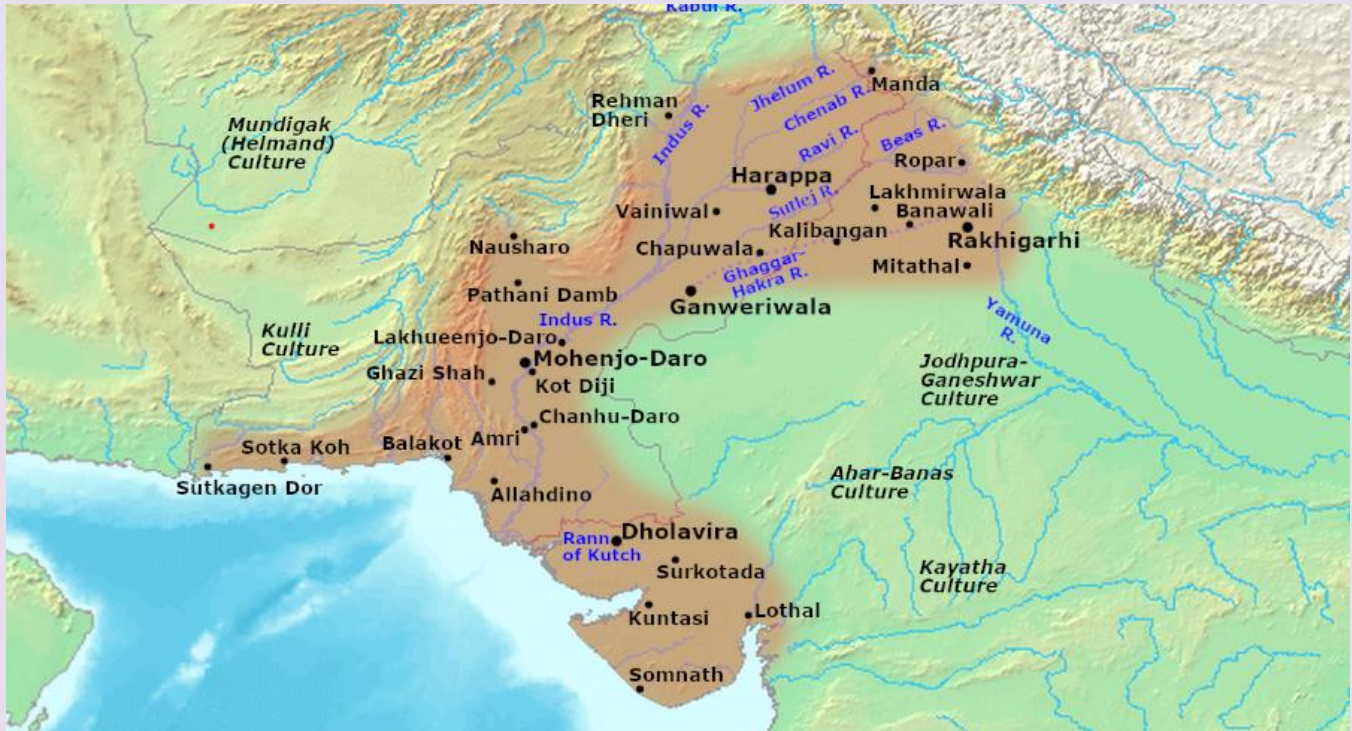 Kabul R.
Manda
Jhelum R.
Chenab R.
Rehman
Dheri
Indus R.
Mundigak
(Helmand)
Culture
Ravi R.
Beas R.
Ropar
Harappa
Lakhmirwala
Sutlej R.
Vainiwal
Banawali
Kalibangan
Rakhigarhi
Nausharo
Chapuwala
Mitathal
Ghaggar-
Hakra R.
Pathani Damb
Ganweriwala
Yamuna
R.
Indus R.
Kulli
Culture
Lakhueenjo-Daro
Mohenjo-Daro
Ghazi Shah
Kot Diji
Jodhpura-
Ganeshwar
Culture
Chanhu-Daro
Amri
Balakot
Sotka Koh
Sutkagen Dor
Allahdino
Ahar-Banas
Culture
Dholavira
Rann
of Kutch
Surkotada
Kayatha
Culture
Kuntasi
Lothal
Somnath